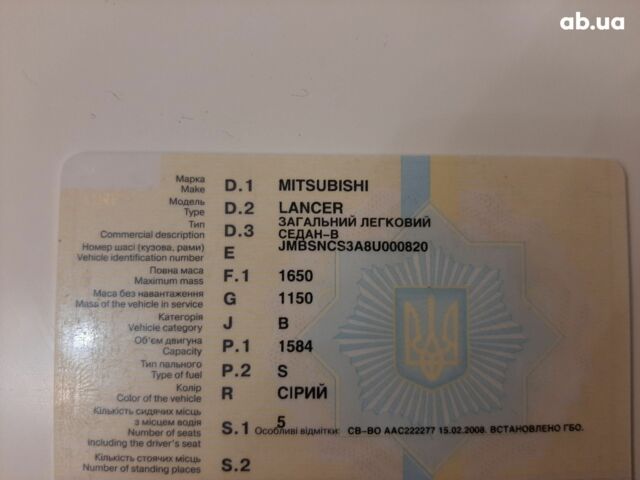 ab.ua
Марка
Make D.1 MITSUBISHI
Модель
Type D.2 LANCER
Тип
Commercial description D.3 ЗАГАЛЬНИЙ ЛЕГКОВИЙ
СЕДАН-В
Номер шасі (кузова, рами)
Vehicle identification number E JMBSNCS3A8U000820
Повна маса
Maximum mass F.1 1650
Маса без навантаження
Mass of the vehicle in service G 1150
Категорія
Vehicle category J B
Об'єм двигуна
Capacity P.1 1584
Тип пального
Type of fuel P.2 S
Колір
Color of the vehicle R СІРИЙ
Кількість сидячих місць
з місцем водія
Number of seats
including the driver's seat S.1 5
Особливі відмітки: СВ-ВО ААС222277 15.02.2008. ВСТАНОВЛЕНО ГБО.
Кількість стоячих місць
Number of standing places S.2